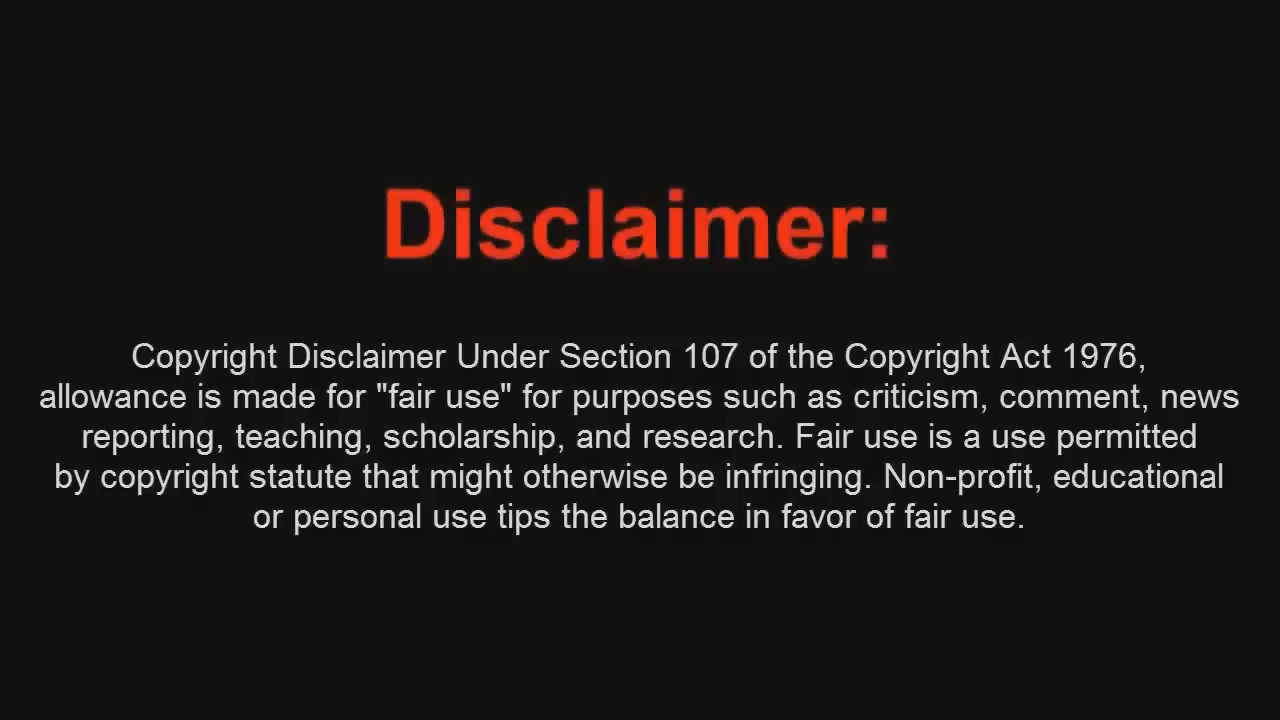 Disclaimer:
Copyright Disclaimer Under Section 107 of the Copyright Act 1976,
allowance is made for "fair use" for purposes such as criticism, comment, news
reporting, teaching, scholarship, and research. Fair use is a use permitted
by copyright statute that might otherwise be infringing. Non-profit, educational
or personal use tips the balance in favor of fair use.